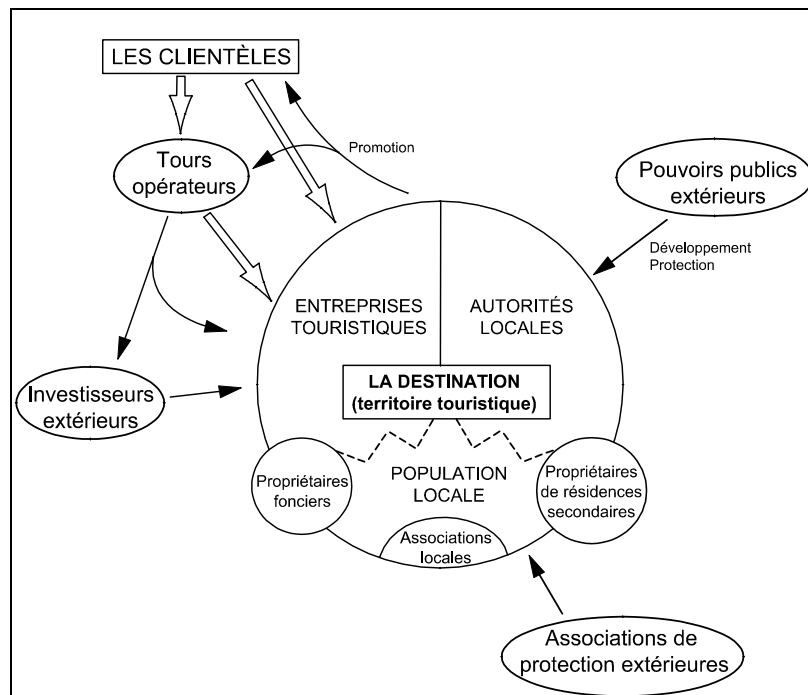 LES CLIENTÈLES
Tours
opérateurs
Promotion
Pouvoirs publics
extérieurs
Développement
Protection
ENTREPRISES
TOURISTIQUES
AUTORITÉS
LOCALES
LA DESTINATION
(territoire touristique)
Investisseurs
extérieurs
Propriétaires
fonciers
POPULATION
LOCALE
Propriétaires
de résidences
secondaires
Associations
locales
Associations de
protection extérieures